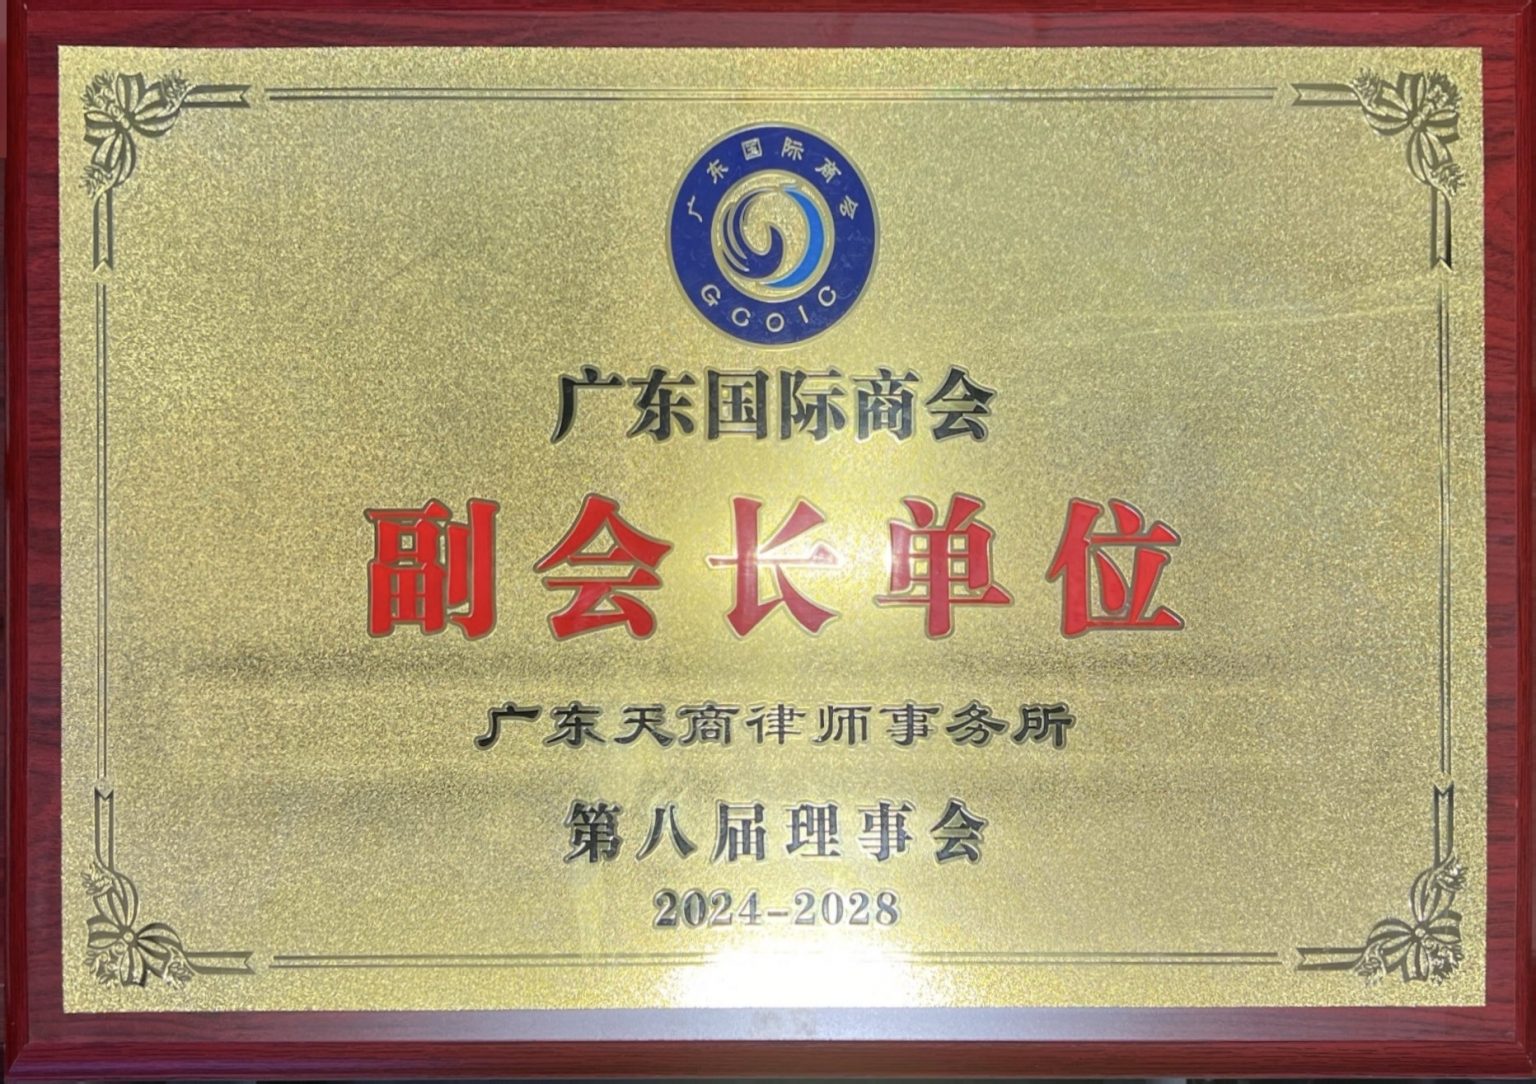 广东国际商会
GCOIC
广东国际商会
副会长单位
广东天商律师事务所
第八届理事会
2024-2028